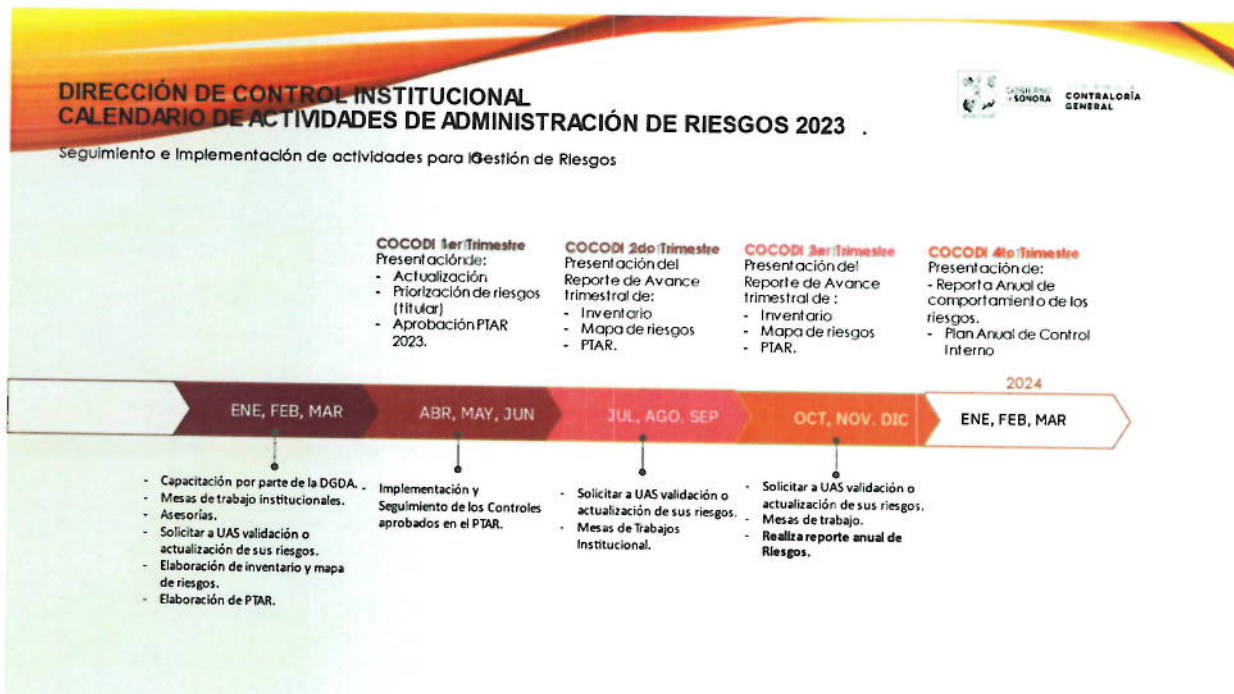 DIRECCIÓN DE CONTROL INSTITUCIONAL
CALENDARIO DE ACTIVIDADES DE ADMINISTRACIÓN DE RIESGOS 2023 .
SONORA
CONTRALORÍA
GENERAL
Seguimiento e Implementación de actividades para lGestión de Riesgos
COCODI 1er Trimestre
Presentaciónde:
- Actualización
- Priorización de riesgos
(titular)
- Aprobación PTAR
2023.
COCODI 2do Trimestre
Presentación del
Reporte de Avance
trimestral de:
- Inventario
- Mapa de riesgos
- PTAR.
COCODI 3er Trimestre
Presentación del
Reporte de Avance
trimestral de :
- Inventario
- Mapa de riesgos
- PTAR.
COCODI 4to Trimestre
Presentación de:
- Reporta Anual de
comportamiento de los
riesgos.
- Plan Anual de Control
Interno
2024
ENE, FEB, MAR
ABR, MAY, JUN
JUL, AGO. SEP
OCT, NOV. DIC
ENE, FEB, MAR
- Capacitación por parte de la DGDA.
- Mesas de trabajo institucionales.
- Asesorías.
- Solicitar a UAS validación o
actualización de sus riesgos.
- Elaboración de inventario y mapa
de riesgos.
- Elaboración de PTAR.
- Implementación y
Seguimiento de los Controles
aprobados en el PTAR.
- Solicitar a UAS validación o
actualización de sus riesgos.
- Mesas de Trabajos
Institucional.
- Solicitar a UAS validación o
actualización de sus riesgos.
- Mesas de trabajo.
- Realiza reporte anual de
Riesgos.